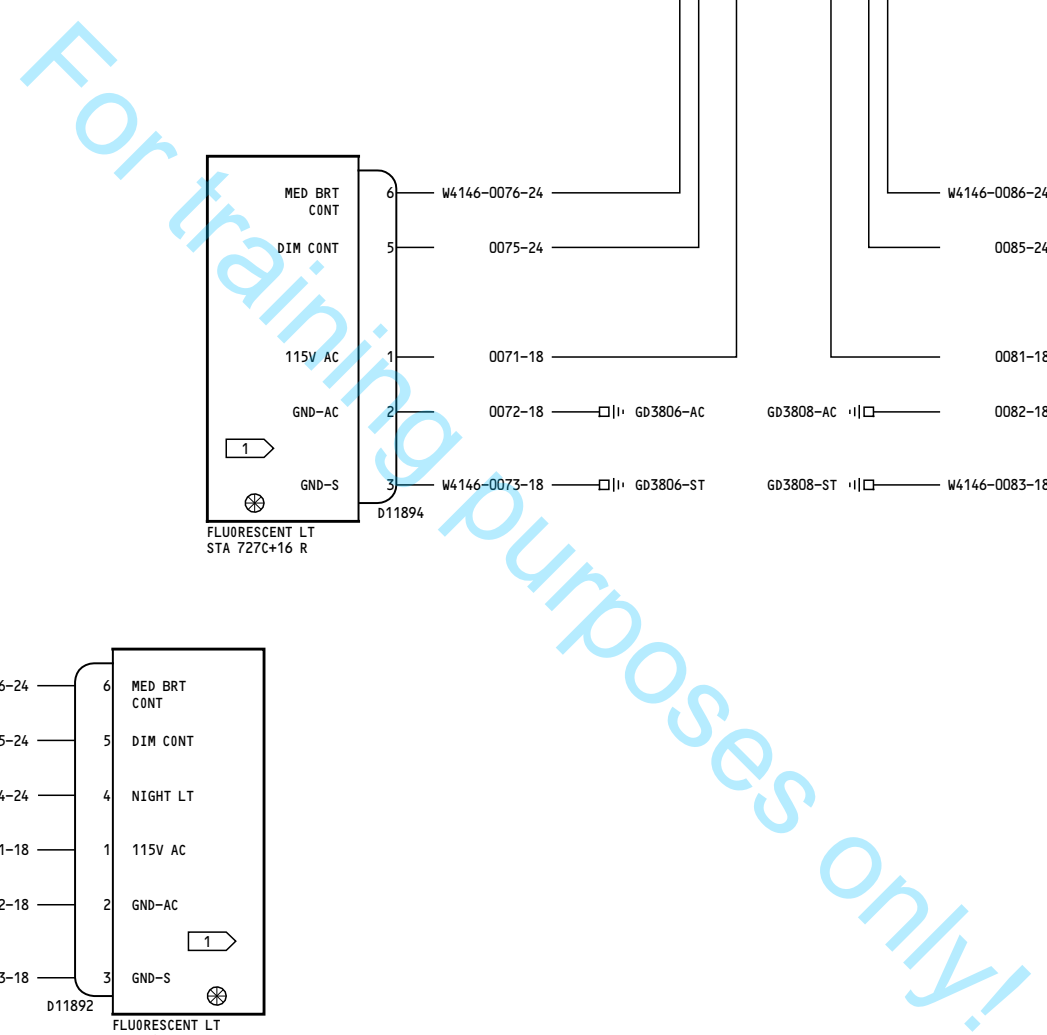 MED BRT 6 W4146-0076-24 W4146-0086-24
CONT
DIM CONT 5 0075-24 0085-24
115V AC 1 0071-18 0081-18
GND-AC 2 0072-18 GD3806-AC GD3808-AC 0082-18
1
GND-S 3 W4146-0073-18 GD3806-ST GD3808-ST W4146-0083-18
D11894
FLUORESCENT LT
STA 727C+16 R
6-24 6 MED BRT
CONT
5-24 5 DIM CONT
4-24 4 NIGHT LT
1-18 1 115V AC
2-18 2 GND-AC
1
3-18 3 GND-S
D11892
FLUORESCENT LT
For training purposes only!